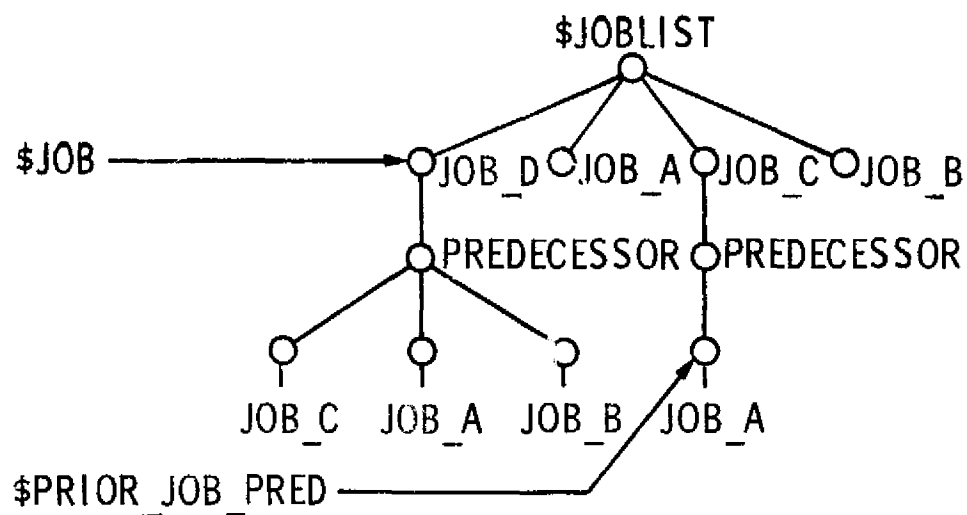 $JOBLIST
$JOB JOB_D JOB_A JOB_C JOB_B
PREDECESSOR PREDECESSOR
JOB_C JOB_A JOB_B JOB_A
$PRIOR_JOB_PRED